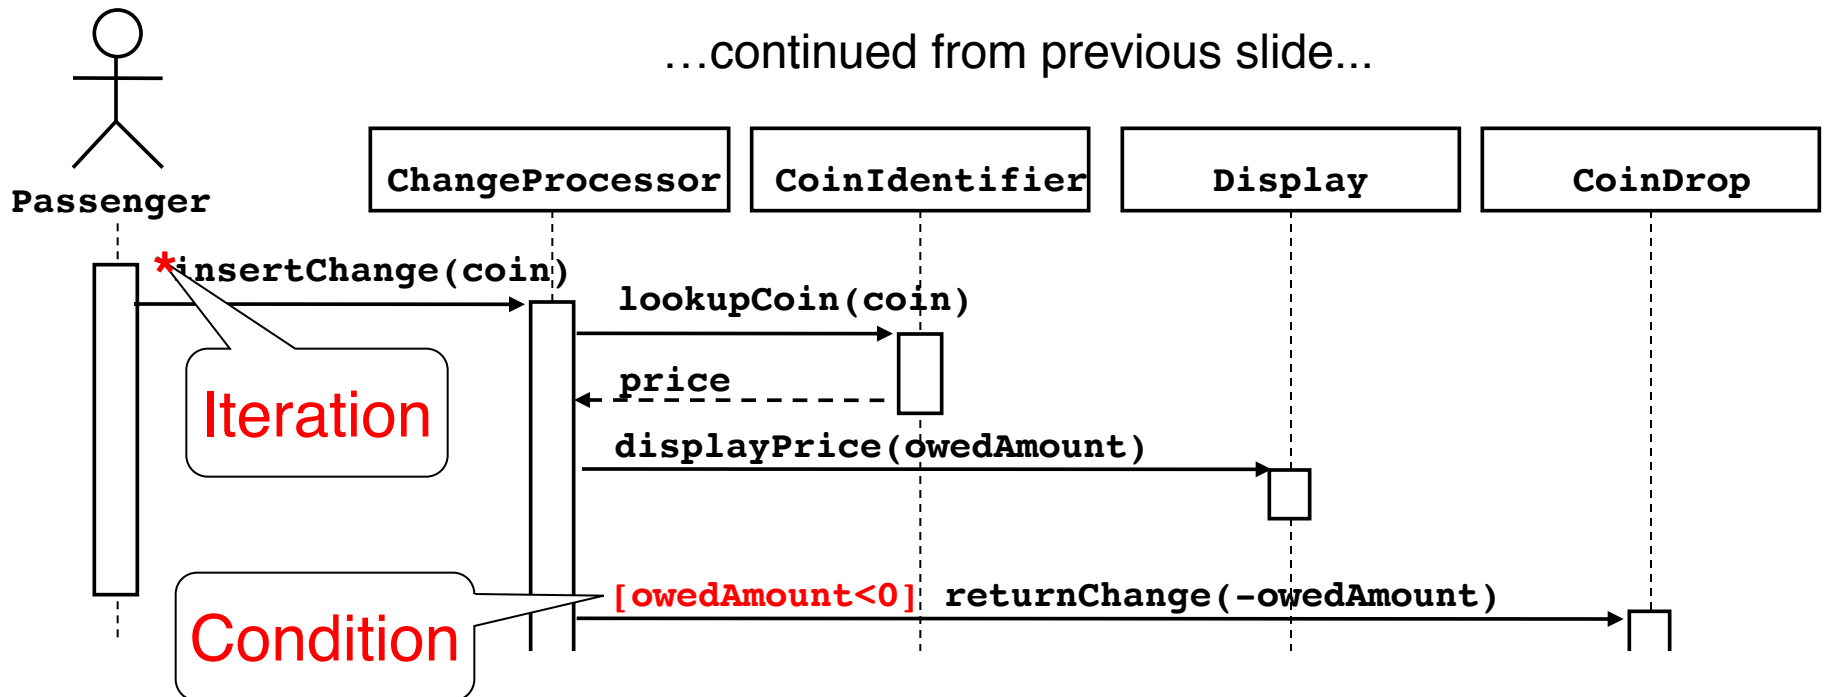 …continued from previous slide...
Passenger
ChangeProcessor
CoinIdentifier
Display
CoinDrop
*insertChange(coin)
lookupCoin(coin)
price
Iteration
displayPrice(owedAmount)
[owedAmount<0] returnChange(-owedAmount)
Condition